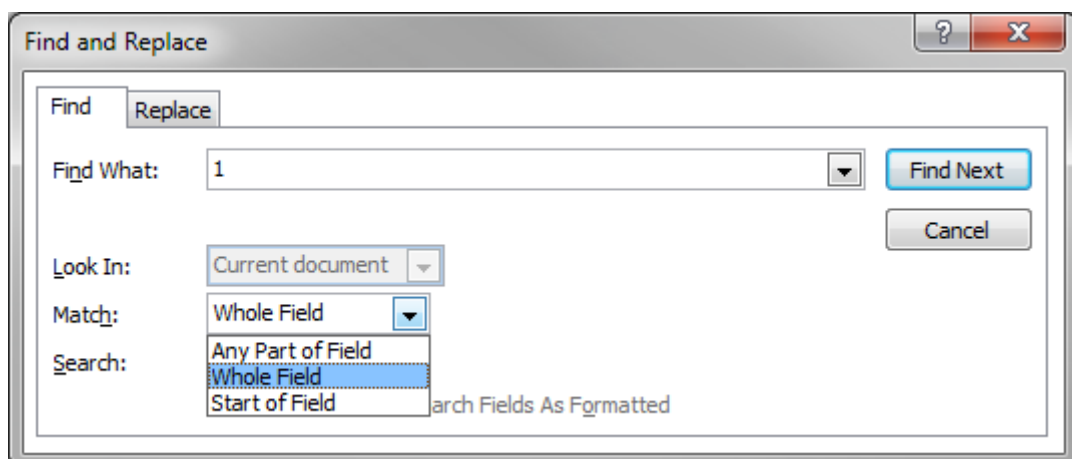 Find and Replace
Find Replace
Find What: 1 Find Next
Cancel
Look In: Current document
Match: Whole Field
Any Part of Field
Search:
Whole Field
Start of Field
arch Fields As Formatted